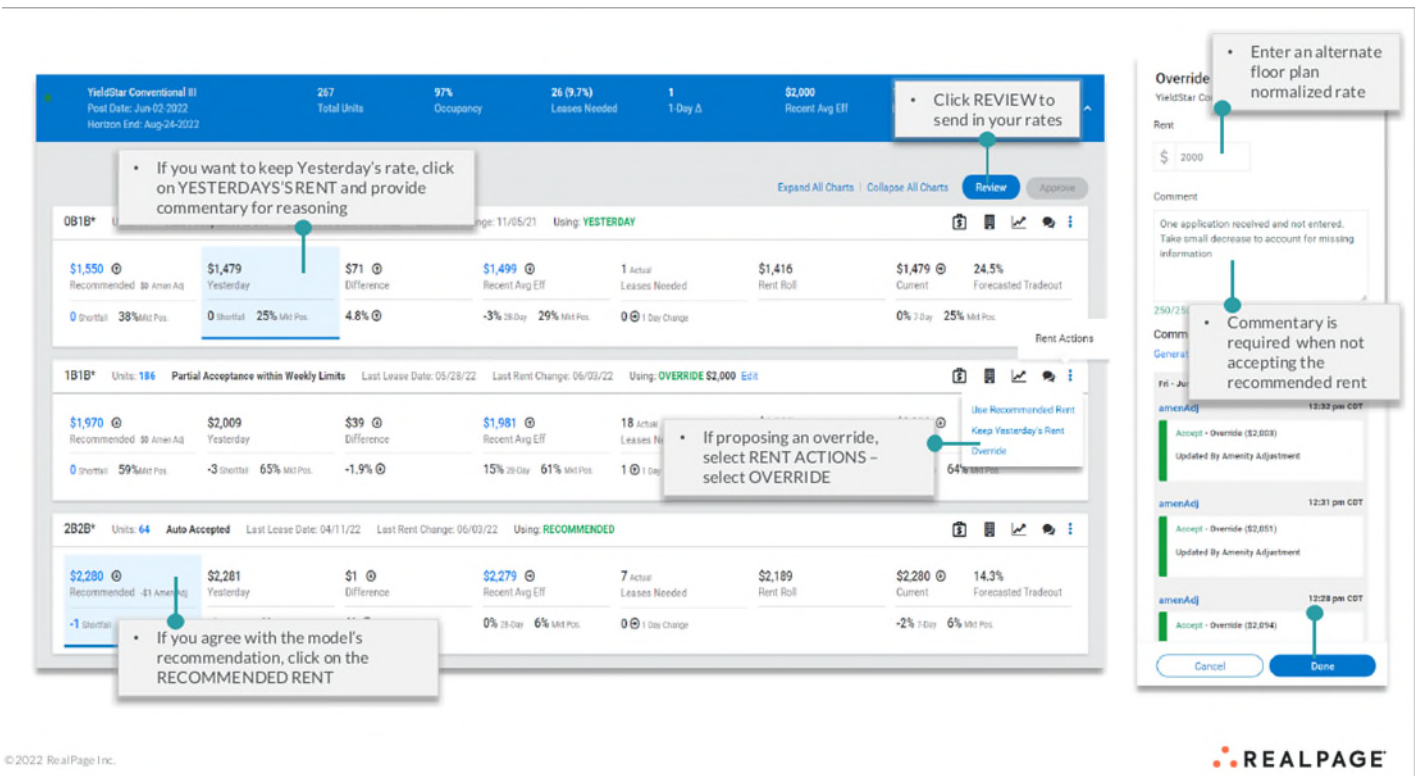 YieldStar Conventional III
Post Date: Jun-02-2022
Horizon End: Aug-24-2022
267
Total Units
97%
Occupancy
26 (9.7%)
Leases Needed
1
1-Day Δ
$2,000
Recent Avg Eff
• Click REVIEW to
send in your rates
• If you want to keep Yesterday's rate, click
on YESTERDAYS'S RENT and provide
commentary for reasoning
Expand All Charts | Collapse All Charts
Review
Approve
0B1B*
nge: 11/05/21 Using: YESTERDAY
$1,550
Recommended $0 Amen Adj
0 Shortfall 38% Mkt Pos.
$1,479
Yesterday
0 Shortfall 25% Mkt Pos.
$71
Difference
4.8%
$1,499
Recent Avg Eff
-3% 28-Day 29% Mkt Pos.
1 Actual
Leases Needed
0 1 Day Change
$1,416
Rent Roll
$1,479
Current
0% 7-Day 25% Mkt Pos.
24.5%
Forecasted Tradeout
Rent Actions
1B1B* Units: 186 Partial Acceptance within Weekly Limits Last Lease Date: 05/28/22 Last Rent Change: 06/03/22 Using: OVERRIDE $2,000 Edit
$1,970
Recommended $0 Amen Adj
0 Shortfall 59% Mkt Pos.
$2,009
Yesterday
-3 Shortfall 65% Mkt Pos.
$39
Difference
-1.9%
$1,981
Recent Avg Eff
15% 28-Day 61% Mkt Pos.
18 Actual
Leases
1 1 Day
64%
Use Recommended Rent
Keep Yesterday's Rent
Override
• If proposing an override,
select RENT ACTIONS –
select OVERRIDE
2B2B* Units: 64 Auto Accepted Last Lease Date: 04/11/22 Last Rent Change: 06/03/22 Using: RECOMMENDED
$2,280
Recommended -$1 Amen Adj
-1 Shortfall
$2,281
Yesterday
$1
Difference
$2,279
Recent Avg Eff
0% 28-Day 6% Mkt Pos.
7 Actual
Leases Needed
0 1 Day Change
$2,189
Rent Roll
$2,280
Current
-2% 7-Day 6% Mkt Pos.
14.3%
Forecasted Tradeout
• If you agree with the model's
recommendation, click on the
RECOMMENDED RENT
Override
YieldStar Co
• Enter an alternate
floor plan
normalized rate
Rent
$ 2000
Comment
One application received and not entered.
Take small decrease to account for missing
information
250/250
Comm
Generat
• Commentary is
required when not
accepting the
recommended rent
Fri - Ju
amenAdj 12:32 pm CDT
Accept - Override ($2,003)
Updated By Amenity Adjustment
amenAdj 12:31 pm CDT
Accept - Override ($2,051)
Updated By Amenity Adjustment
amenAdj 12:28 pm CDT
Accept - Override ($2,094)
Cancel
Done
©2022 RealPage Inc.
REALPAGE